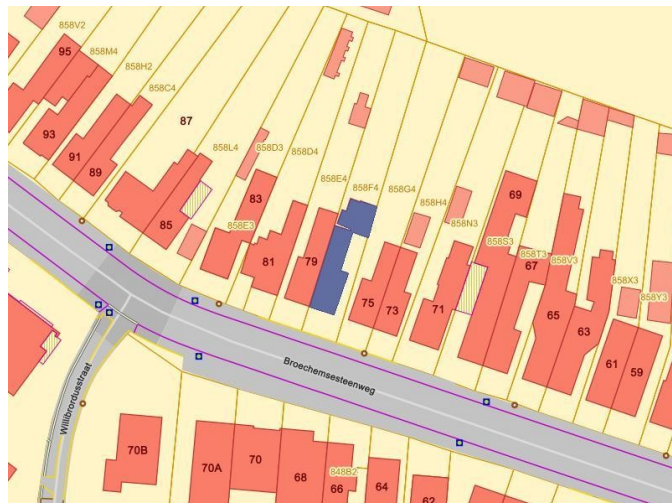 858V2
95
858M4
858H2
858C4
93
91
89
87
858L4
858D3
858D4
85
83
858E3
81
858E4
858F4
79
858G4
858H4
75
73
858N3
71
69
858S3
858T3
67
858V3
65
63
858X3
858Y3
61
59
Broechemsesteenweg
Willibrordusstraat
70B
70A
70
68
848B2
66
64
62